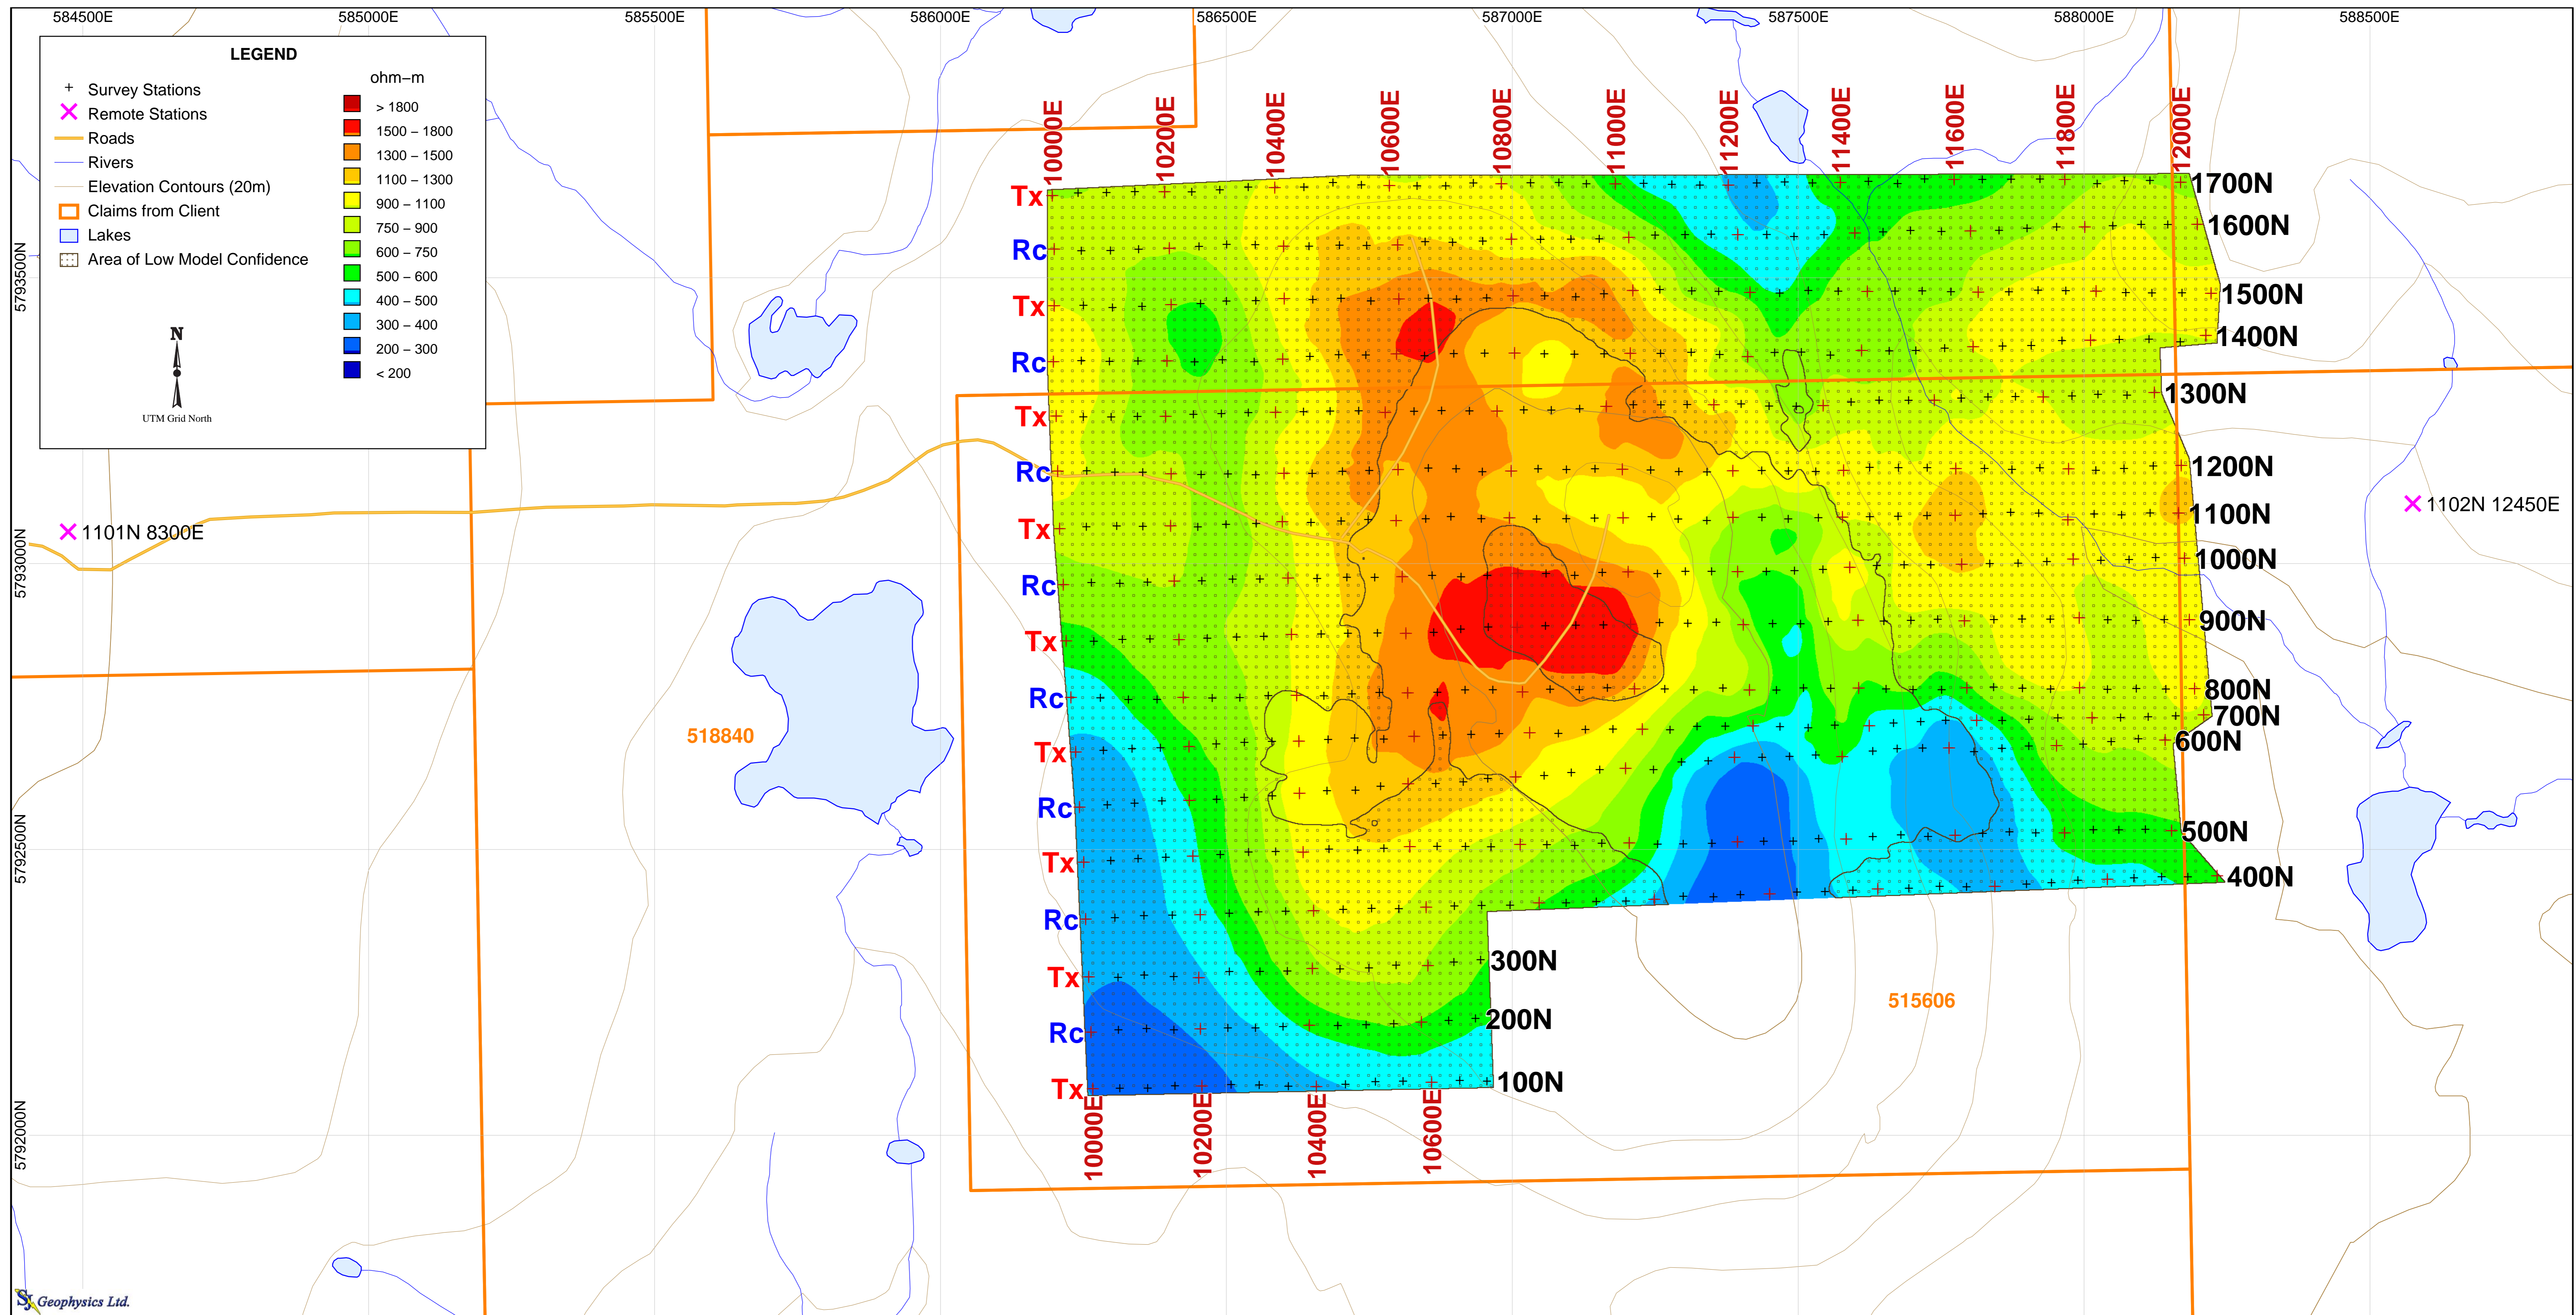 584500E 585000E 585500E 586000E 586500E 587000E 587500E 588000E 588500E
LEGEND
ohm–m
Survey Stations
Remote Stations
Roads
Rivers
Elevation Contours (20m)
Claims from Client
Lakes
Area of Low Model Confidence
> 1800
1500 – 1800
1300 – 1500
1100 – 1300
900 – 1100
750 – 900
600 – 750
500 – 600
400 – 500
300 – 400
200 – 300
< 200
N
UTM Grid North
5793500N
5793000N
5792500N
5792000N
10000E 10200E 10400E 10600E 10800E 11000E 11200E 11400E 11600E 11800E 12000E
Tx
Rc
Tx
Rc
Tx
Rc
Tx
Rc
Tx
Rc
Tx
Rc
Tx
Rc
Tx
Rc
Tx
1700N
1600N
1500N
1400N
1300N
1200N
1100N
1000N
900N
800N
700N
600N
500N
400N
300N
200N
100N
1101N 8300E
1102N 12450E
518840
515606
10000E 10200E 10400E 10600E
SJ Geophysics Ltd.